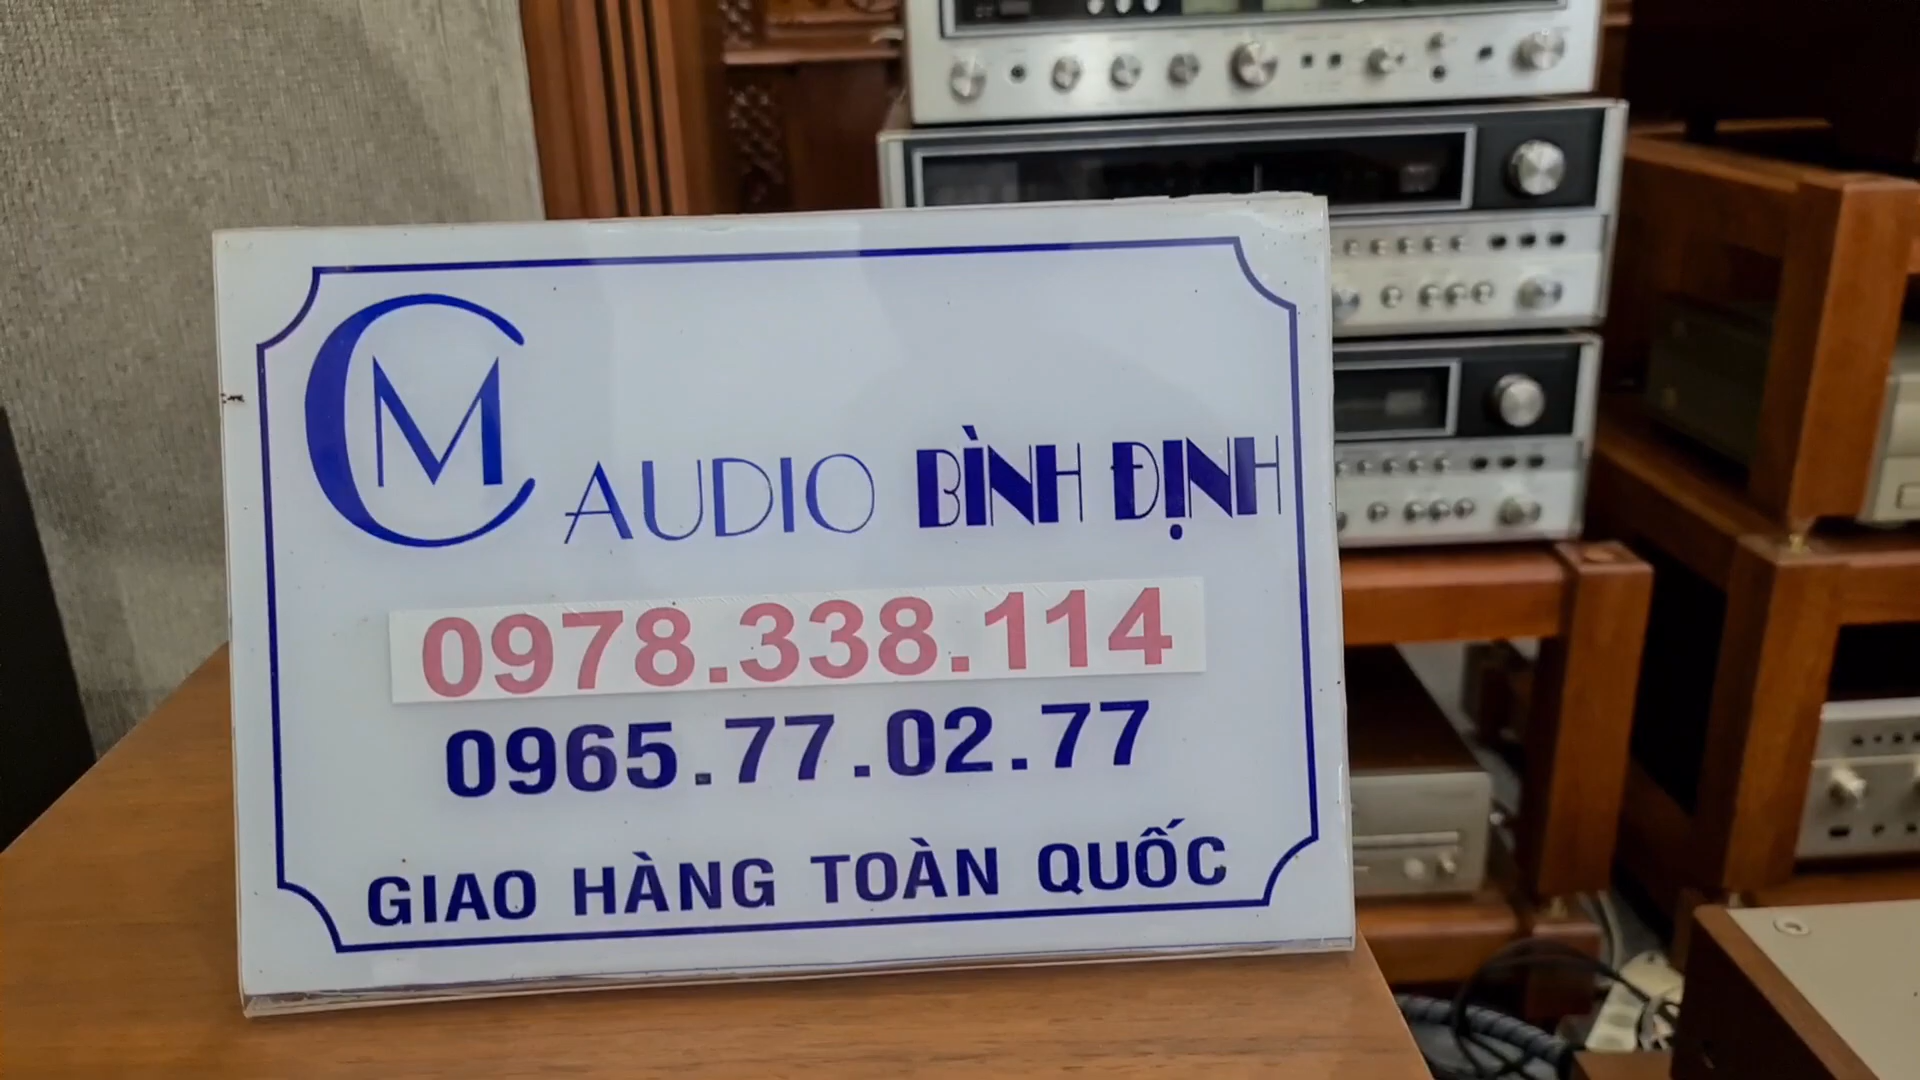 CM AUDIO BÌNH ĐỊNH
0978.338.114
0965.77.02.77
GIAO HÀNG TOÀN QUỐC